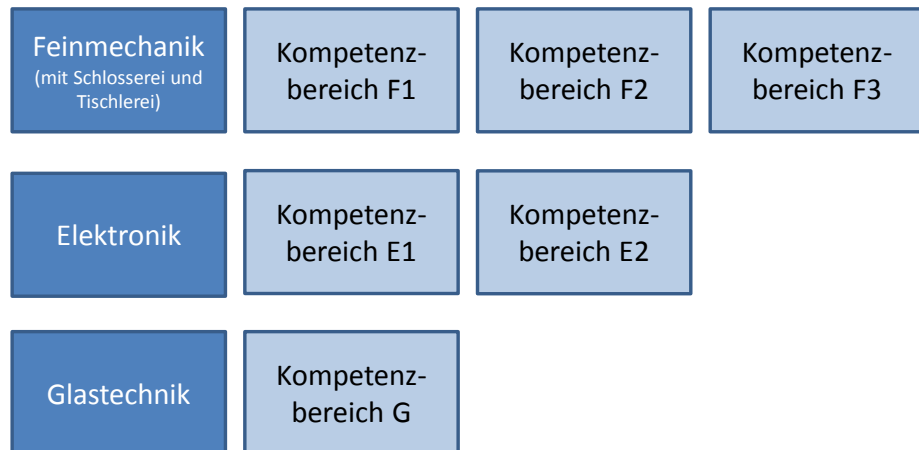 Feinmechanik
(mit Schlosserei und
Tischlerei)
Kompetenz-
bereich F1
Kompetenz-
bereich F2
Kompetenz-
bereich F3
Elektronik
Kompetenz-
bereich E1
Kompetenz-
bereich E2
Glastechnik
Kompetenz-
bereich G